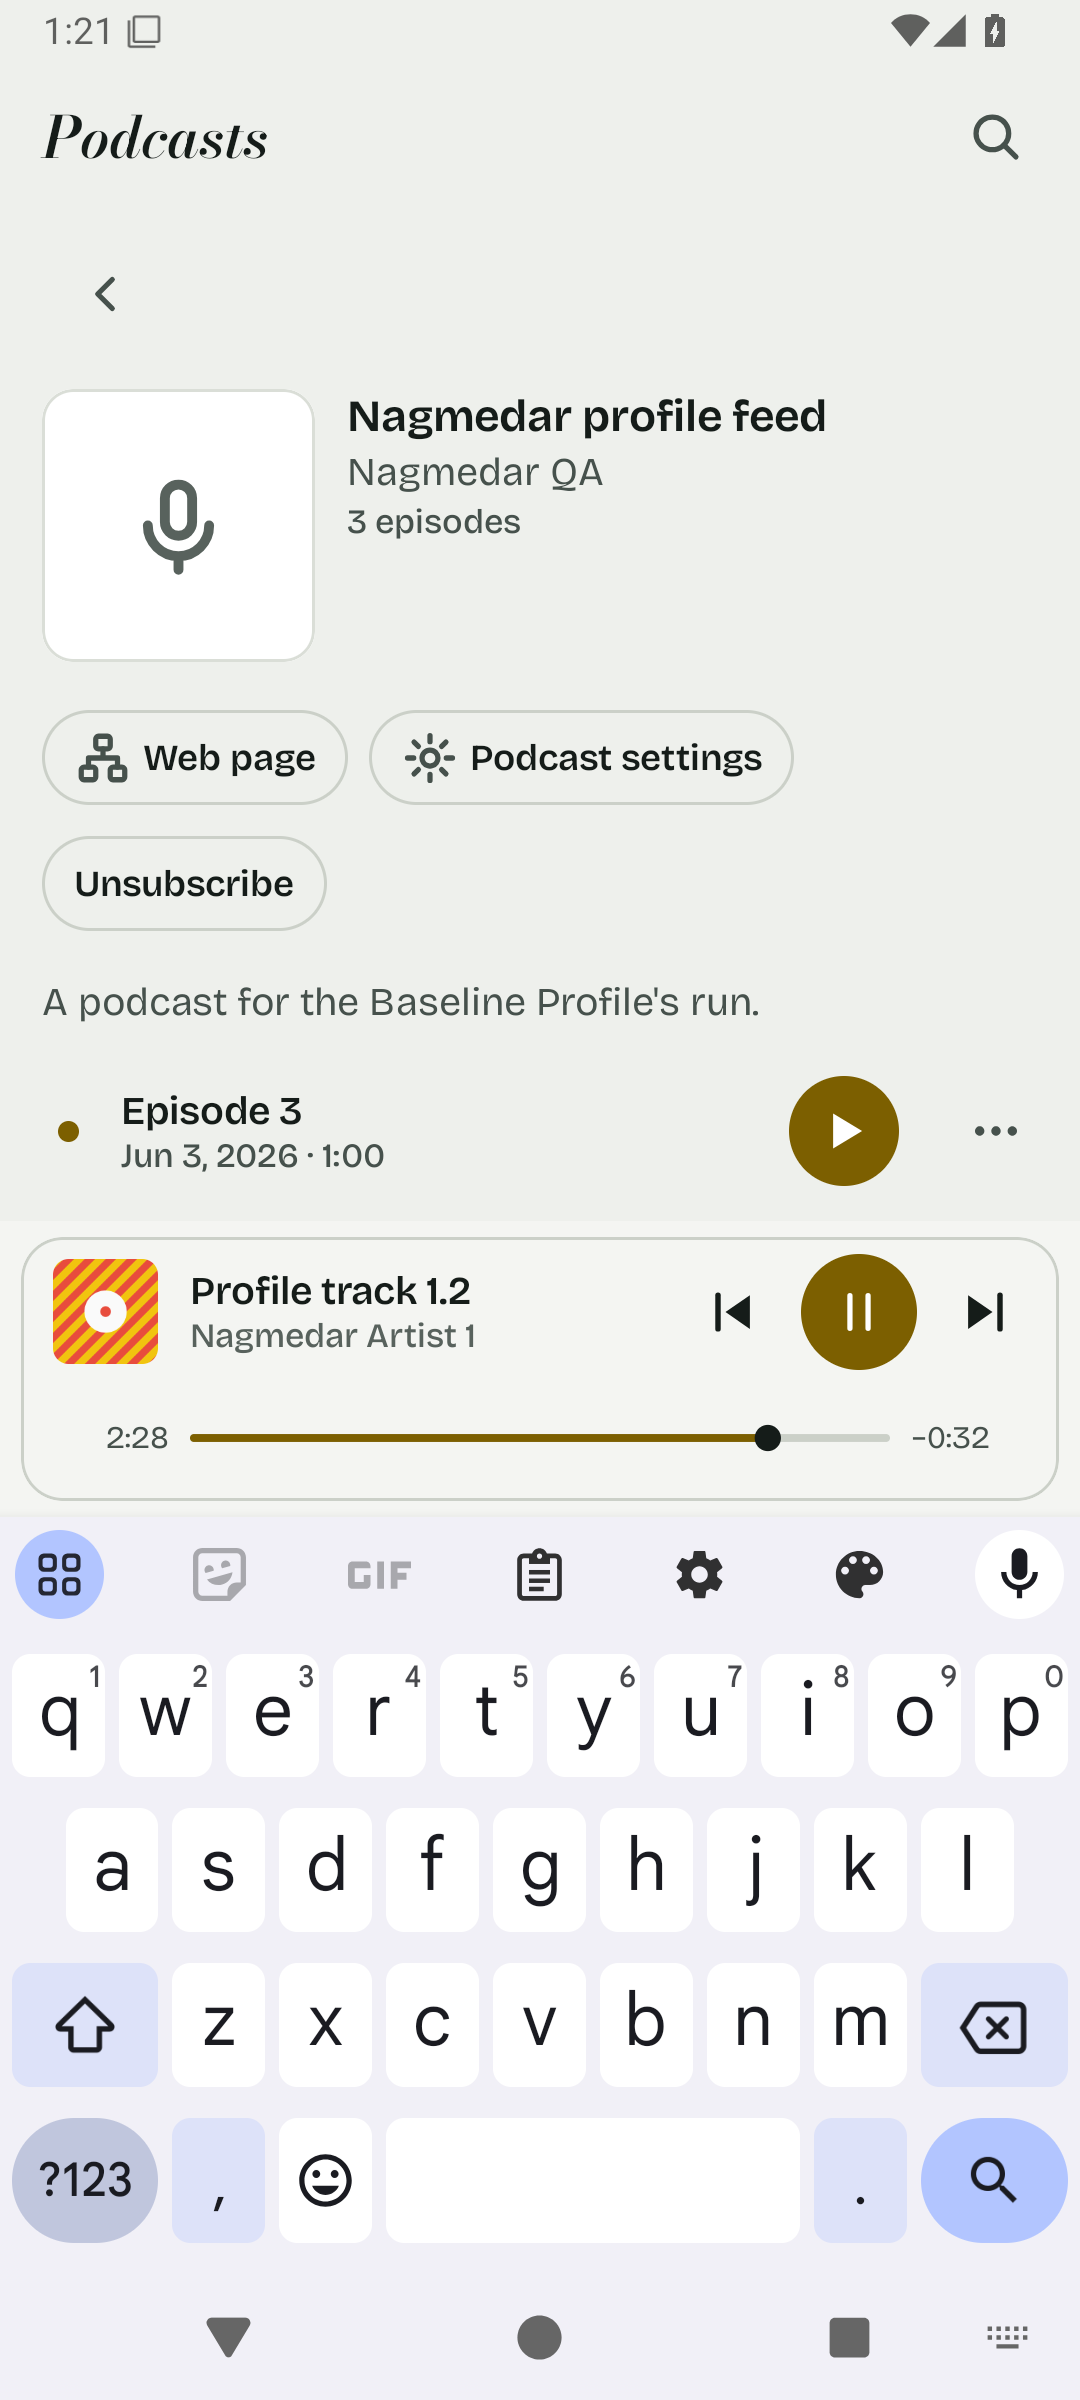 1:21
Podcasts
Nagmedar profile feed
Nagmedar QA
3 episodes
Web page
Podcast settings
Unsubscribe
A podcast for the Baseline Profile's run.
Episode 3
Jun 3, 2026 · 1:00
Profile track 1.2
Nagmedar Artist 1
2:28
−0:32
GIF
q1 w2 e3 r4 t5 y6 u7 i8 o9 p0
a s d f g h j k l
z x c v b n m
?123 , .